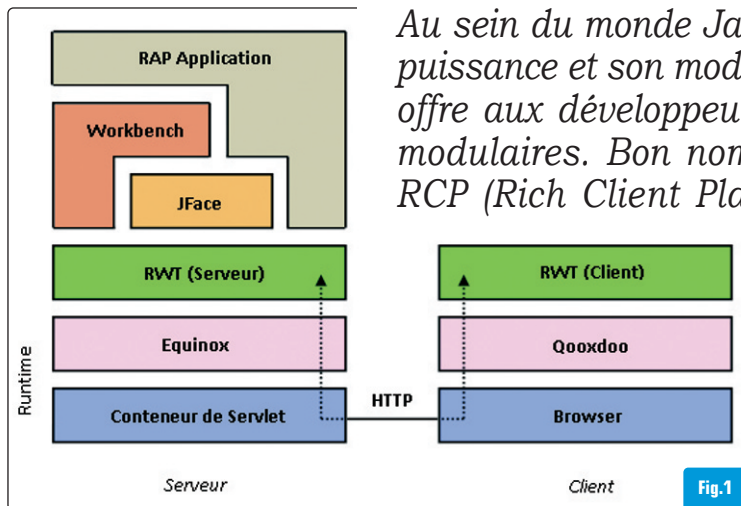 Au sein du monde Ja
puissance et son mod
offre aux développeu
modulaires. Bon nom
RCP (Rich Client Pla
RAP Application
Workbench
JFace
RWT (Serveur)
RWT (Client)
Equinox
Qooxdoo
Runtime
Conteneur de Servlet
HTTP
Browser
Serveur
Client
Fig.1